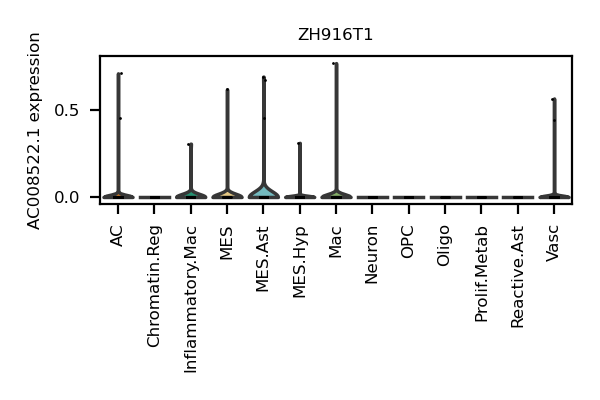 ZH916T1
AC008522.1 expression
0.5
0.0
AC
Chromatin.Reg
Inflammatory.Mac
MES
MES.Ast
MES.Hyp
Mac
Neuron
OPC
Oligo
Prolif.Metab
Reactive.Ast
Vasc